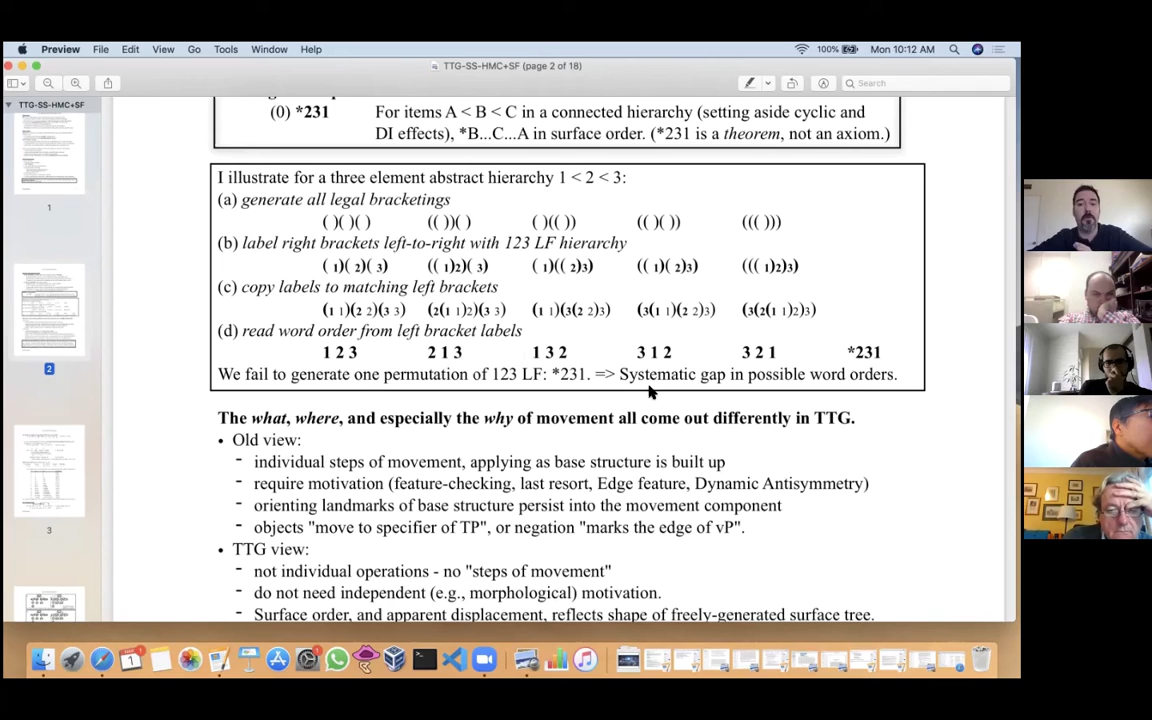 Preview File Edit View Go Tools Window Help 100% Mon 10:12 AM
TTG-SS-HMC+SF (page 2 of 18)
Search
TTG-SS-HMC+SF
1
2
3
(0) *231 For items A < B < C in a connected hierarchy (setting aside cyclic and
DI effects), *B...C...A in surface order. (*231 is a theorem, not an axiom.)
I illustrate for a three element abstract hierarchy 1 < 2 < 3:
(a) generate all legal bracketings
( )( )( ) (( ))( ) ( )(( )) (( )( )) ((( )))
(b) label right brackets left-to-right with 123 LF hierarchy
( 1)( 2)( 3) (( 1)2)( 3) ( 1)(( 2)3) (( 1)( 2)3) ((( 1)2)3)
(c) copy labels to matching left brackets
(1 1)(2 2)(3 3) (2(1 1)2)(3 3) (1 1)(3(2 2)3) (3(1 1)(2 2)3) (3(2(1 1)2)3)
(d) read word order from left bracket labels
1 2 3 2 1 3 1 3 2 3 1 2 3 2 1 *231
We fail to generate one permutation of 123 LF: *231. => Systematic gap in possible word orders.
The what, where, and especially the why of movement all come out differently in TTG.
• Old view:
- individual steps of movement, applying as base structure is built up
- require motivation (feature-checking, last resort, Edge feature, Dynamic Antisymmetry)
- orienting landmarks of base structure persist into the movement component
- objects "move to specifier of TP", or negation "marks the edge of vP".
• TTG view:
- not individual operations - no "steps of movement"
- do not need independent (e.g., morphological) motivation.
- Surface order, and apparent displacement, reflects shape of freely-generated surface tree.